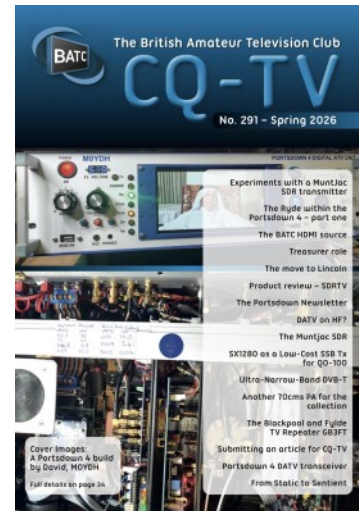 The British Amateur Television Club
BATC
CQ-TV
No. 291 – Spring 2026
M0YDH
PORTSDOWN 4 DIGITAL ATV
POWER
Experiments with a MuntJac
SDR transmitter
The Ryde within the
Portsdown 4 – part one
The BATC HDMI source
Treasurer role
The move to Lincoln
Product review – SDRTV
The Portsdown Newsletter
DATV on HF?
The Muntjac SDR
SX1280 as a Low-Cost SSB Tx
for QO-100
Ultra-Narrow-Band DVB-T
Another 70cms PA for the
collection
The Blackpool and Fylde
TV Repeater GB3FT
Submitting an article for CQ-TV
Portsdown 4 DATV transceiver
From Static to Sentient
Cover Images:
A Portsdown 4 build
by David, M0YDH
Full details on page 34